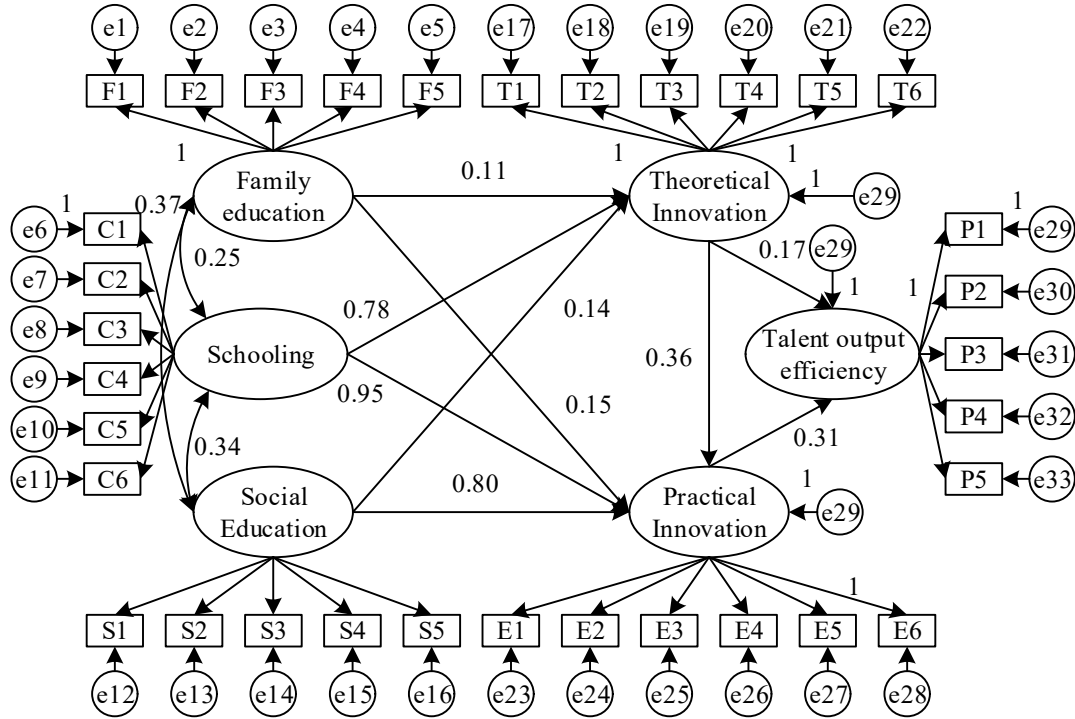 e1 e2 e3 e4 e5 e17 e18 e19 e20 e21 e22
F1 F2 F3 F4 F5 T1 T2 T3 T4 T5 T6
1 1 1
Family
education
0.11
Theoretical
Innovation
1
e29
e6 1 C1 0.37
P1 1 e29
0.25
0.17 e29
e7 C2
1 1
P2 e30
e8 C3
0.78 0.14
Schooling
Talent output
efficiency
P3 e31
0.36
e9 C4
0.95 0.15
P4 e32
e10 C5
0.34
0.31
e11 C6
P5 e33
Social
Education
0.80
Practical
Innovation
1
e29
1
S1 S2 S3 S4 S5 E1 E2 E3 E4 E5 E6
e12 e13 e14 e15 e16 e23 e24 e25 e26 e27 e28